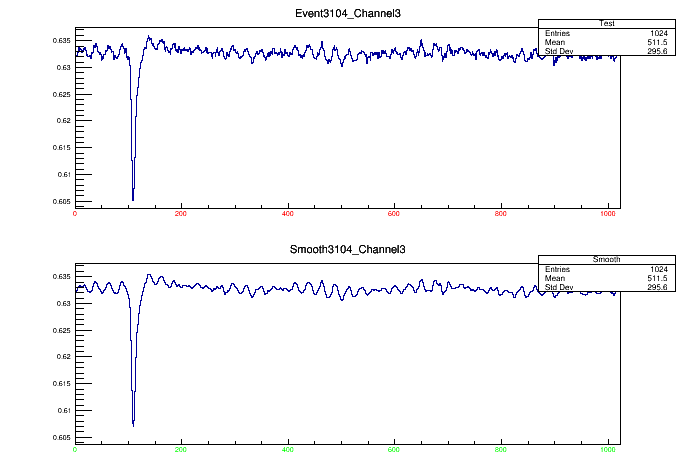 Event3104_Channel3
Test
Entries 1024
Mean 511.5
Std Dev 295.6
0.635
0.63
0.625
0.62
0.615
0.61
0.605
0 200 400 600 800 1000
Smooth3104_Channel3
Smooth
Entries 1024
Mean 511.5
Std Dev 295.6
0.635
0.63
0.625
0.62
0.615
0.61
0.605
0 200 400 600 800 1000